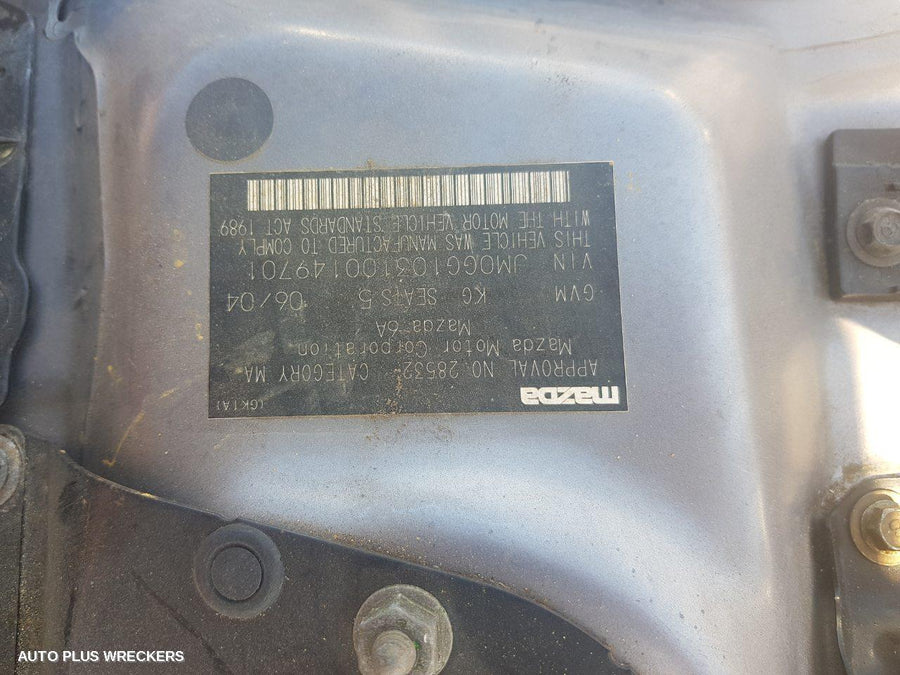 mazda (GK1A)
APPROVAL NO 28532 CATEGORY MA
Mazda Motor Corporation
Mazda 6A
GVM KG SEATS 5 06/04
VIN JM0GG103100149701
THIS VEHICLE WAS MANUFACTURED TO COMPLY
WITH THE MOTOR VEHICLE STANDARDS ACT 1989
AUTO PLUS WRECKERS